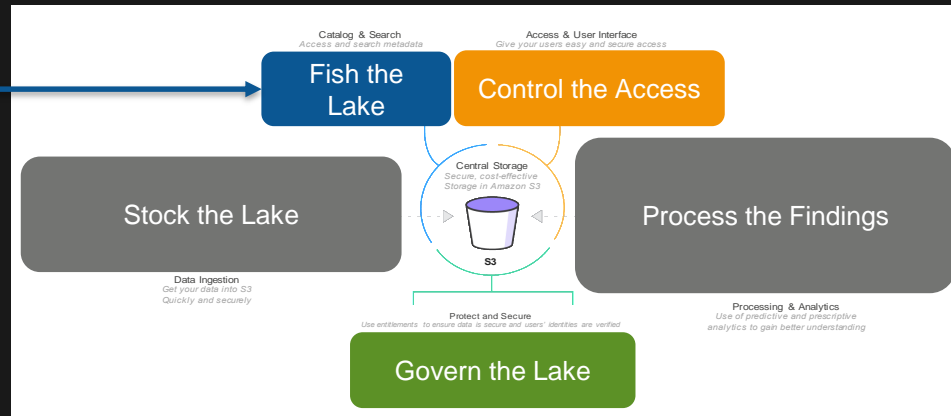 Catalog & Search
Access and search metadata
Access & User Interface
Give your users easy and secure access
Fish the
Lake
Control the Access
Central Storage
Secure, cost-effective
Storage in Amazon S3
Stock the Lake
Process the Findings
S3
Data Ingestion
Get your data into S3
Quickly and securely
Processing & Analytics
Use of predictive and prescriptive
analytics to gain better understanding
Protect and Secure
Use entitlements to ensure data is secure and users' identities are verified
Govern the Lake